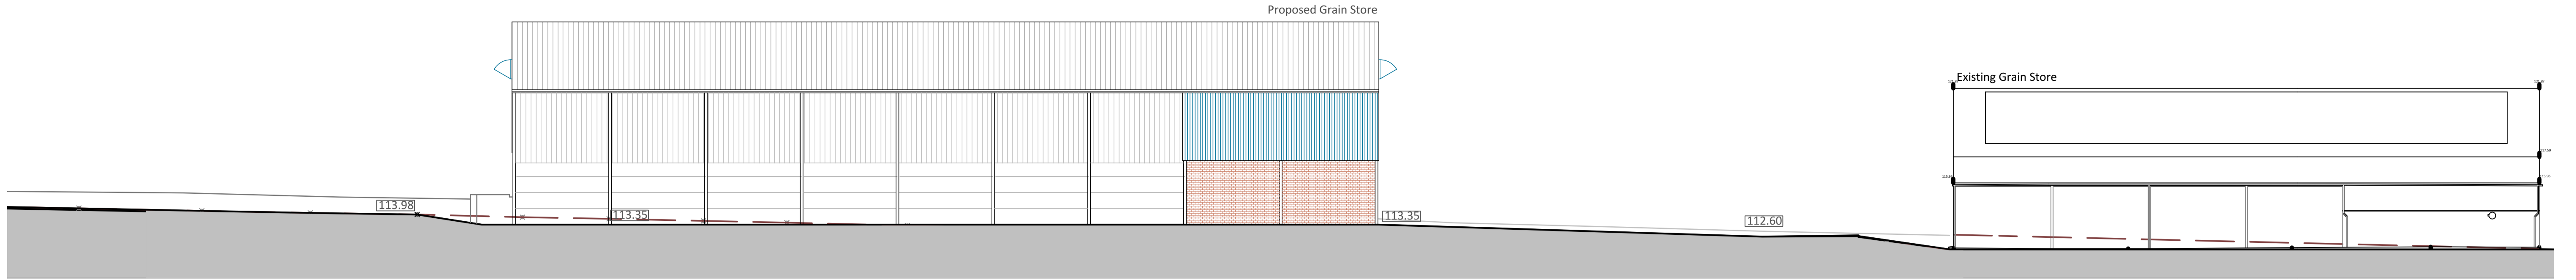 Proposed Grain Store
Existing Grain Store
113.98
113.35
113.35
112.60